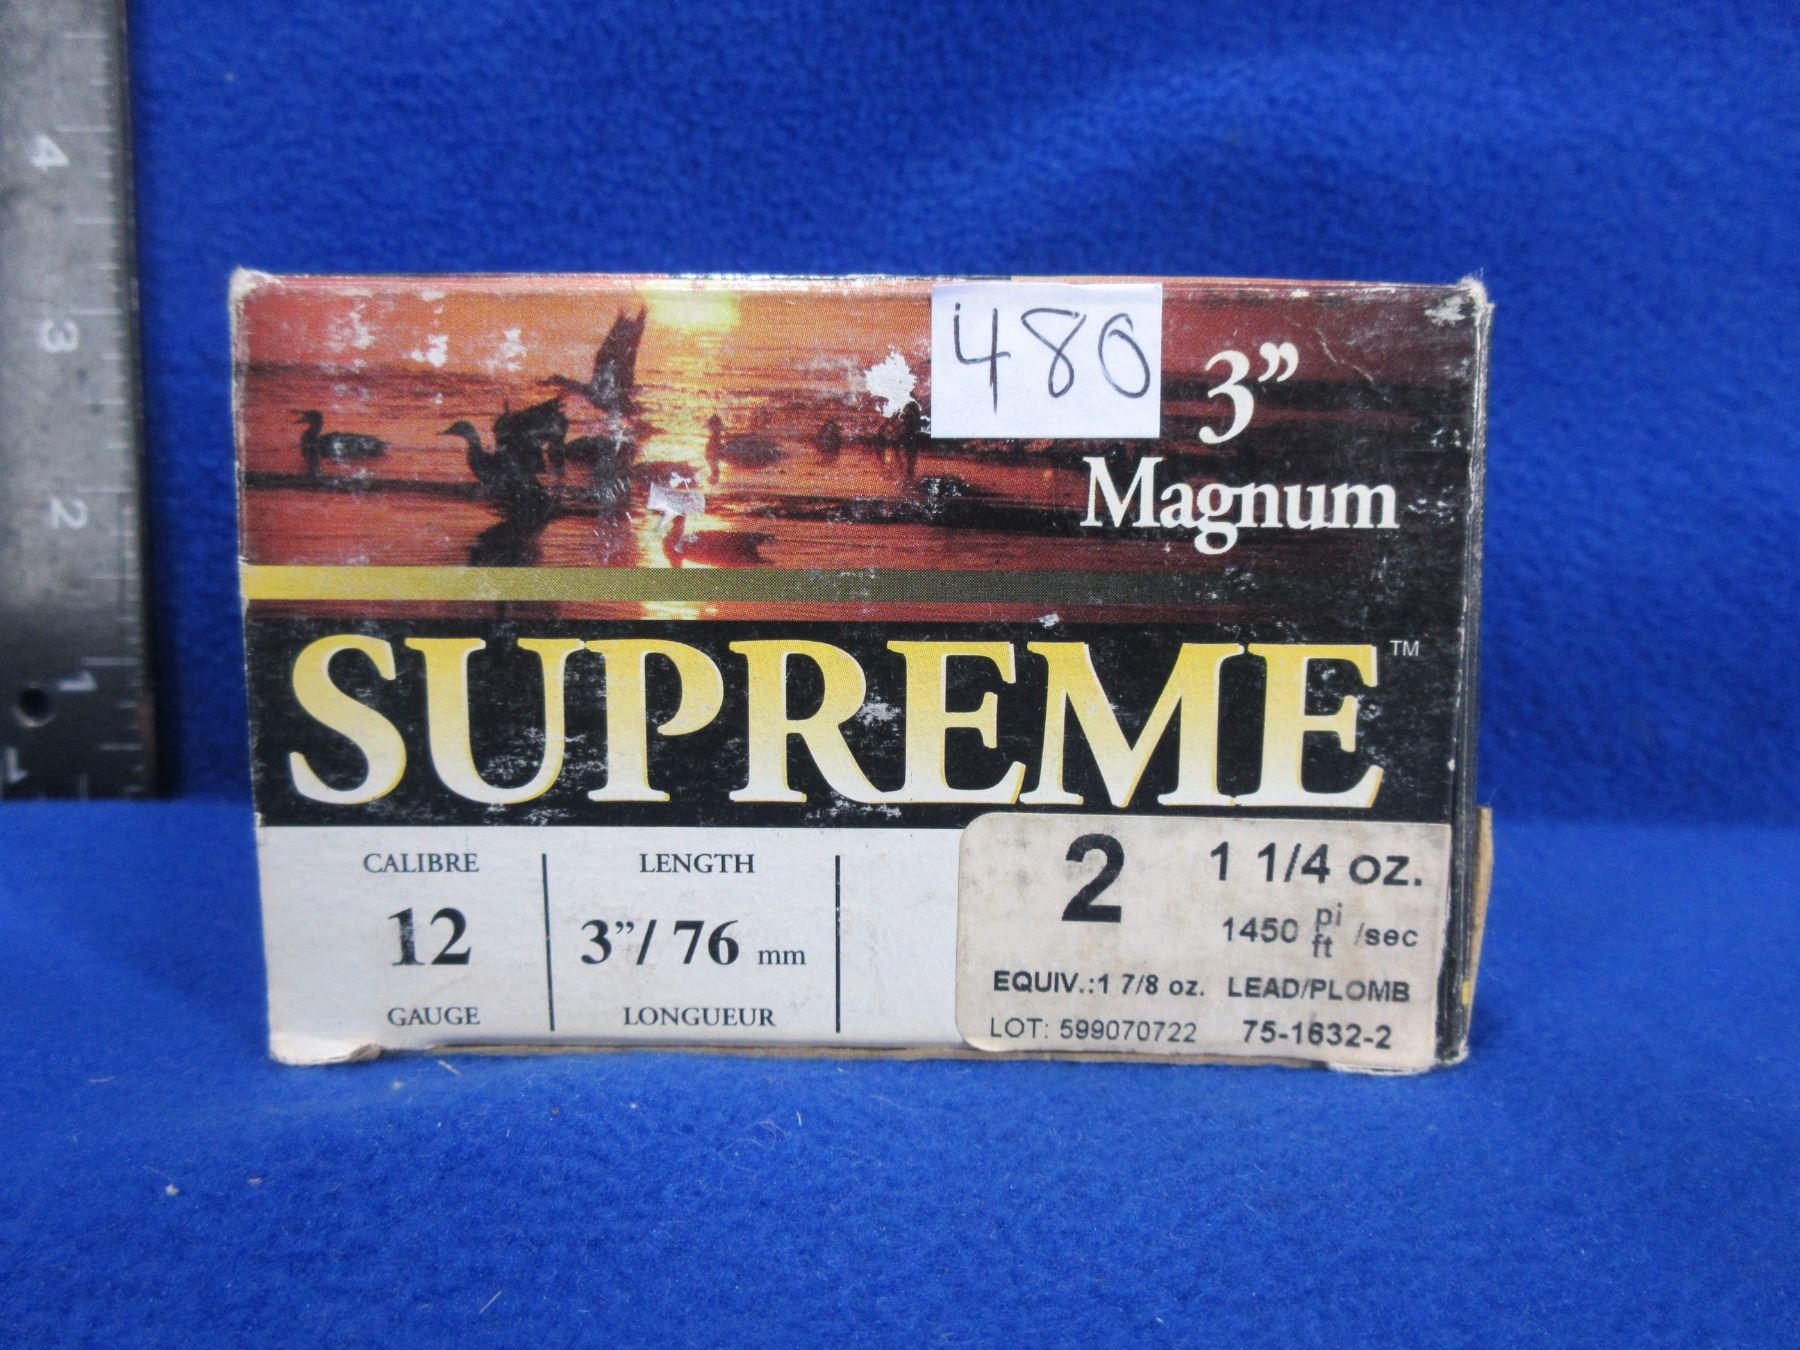 4
3
2
1
480
3”
Magnum
SUPREME™
CALIBRE
12
GAUGE
LENGTH
3”/ 76 mm
LONGUEUR
2 1 1/4 oz.
1450 pi/ft /sec
EQUIV.:1 7/8 oz. LEAD/PLOMB
LOT: 599070722 75-1632-2